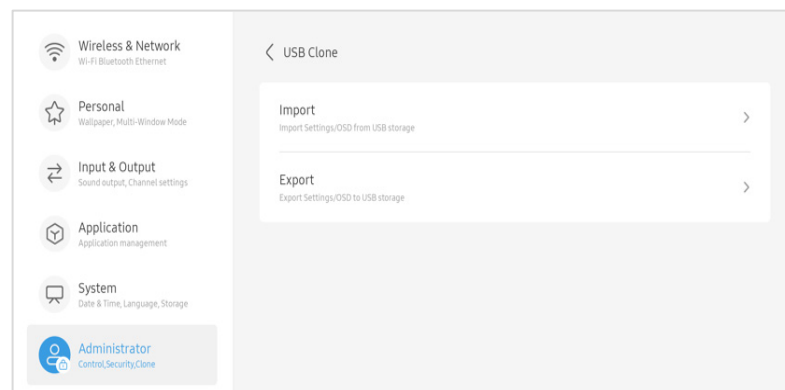 Wireless & Network
Wi-Fi Bluetooth Ethernet
Personal
Wallpaper, Multi-Window Mode
Input & Output
Sound output, Channel settings
Application
Application management
System
Date & Time, Language, Storage
Administrator
Control,Security,Clone
USB Clone
Import
Import Settings/OSD from USB storage
Export
Export Settings/OSD to USB storage